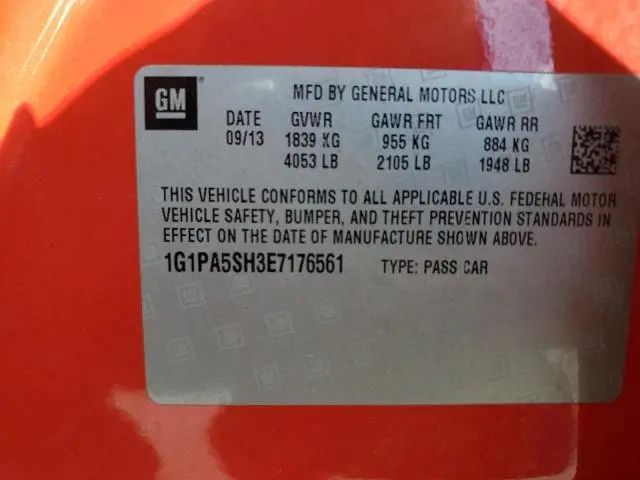 GM
MFD BY GENERAL MOTORS LLC
DATE GVWR GAWR FRT GAWR RR
09/13 1839 KG 955 KG 884 KG
4053 LB 2105 LB 1948 LB
THIS VEHICLE CONFORMS TO ALL APPLICABLE U.S. FEDERAL MOTOR
VEHICLE SAFETY, BUMPER, AND THEFT PREVENTION STANDARDS IN
EFFECT ON THE DATE OF MANUFACTURE SHOWN ABOVE.
1G1PA5SH3E7176561 TYPE: PASS CAR